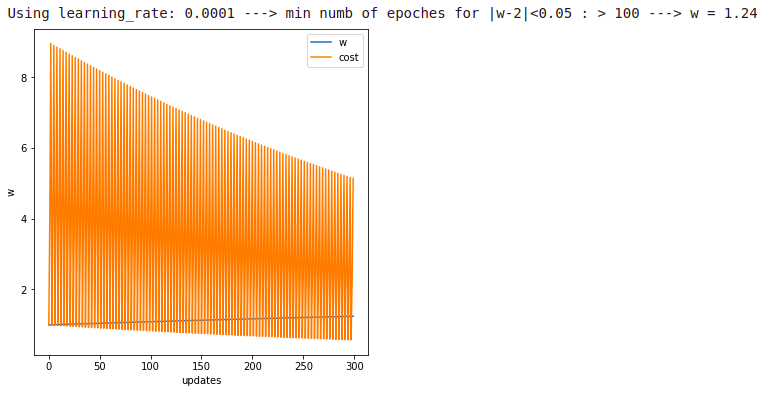 Using learning_rate: 0.0001 ---> min numb of epoches for |w-2|<0.05 : > 100 ---> w = 1.24
w
cost
8
6
4
2
w
0
50
100
150
200
250
300
updates